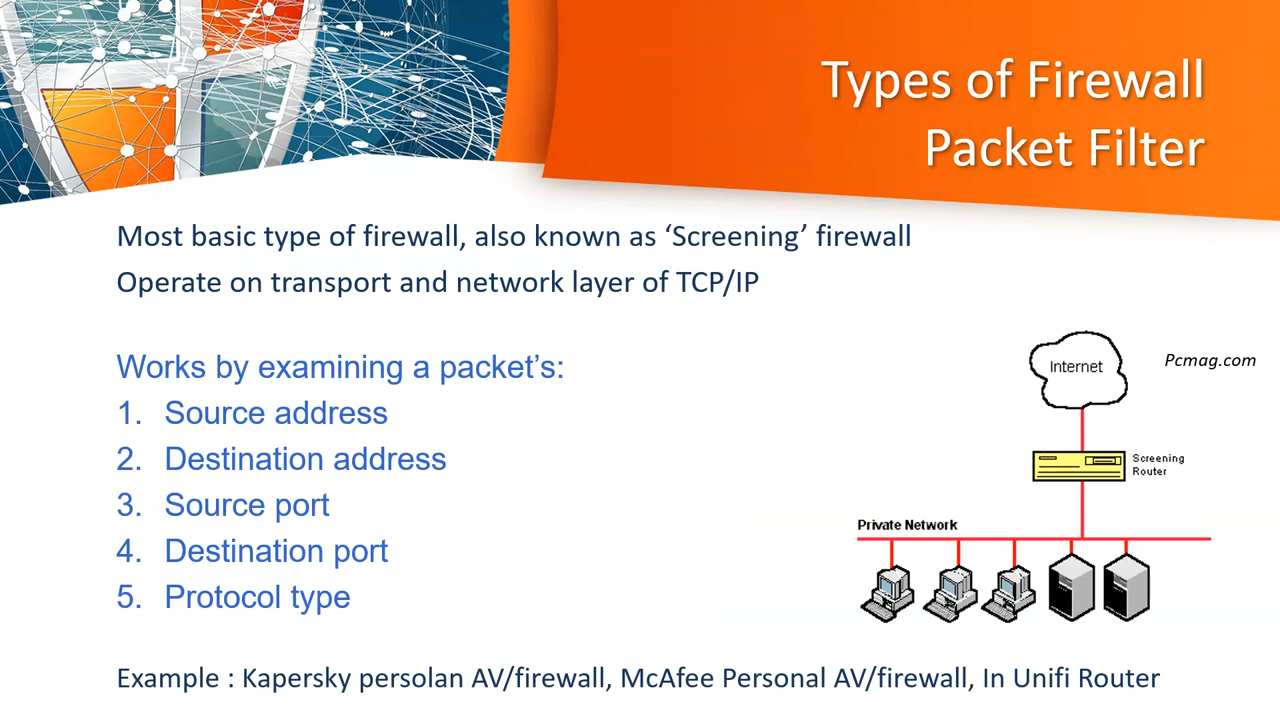 Types of Firewall
Packet Filter
Most basic type of firewall, also known as ‘Screening’ firewall
Operate on transport and network layer of TCP/IP
Works by examining a packet’s:
1. Source address
2. Destination address
3. Source port
4. Destination port
5. Protocol type
Internet
Pcmag.com
Screening
Router
Private Network
Example : Kapersky persolan AV/firewall, McAfee Personal AV/firewall, In Unifi Router